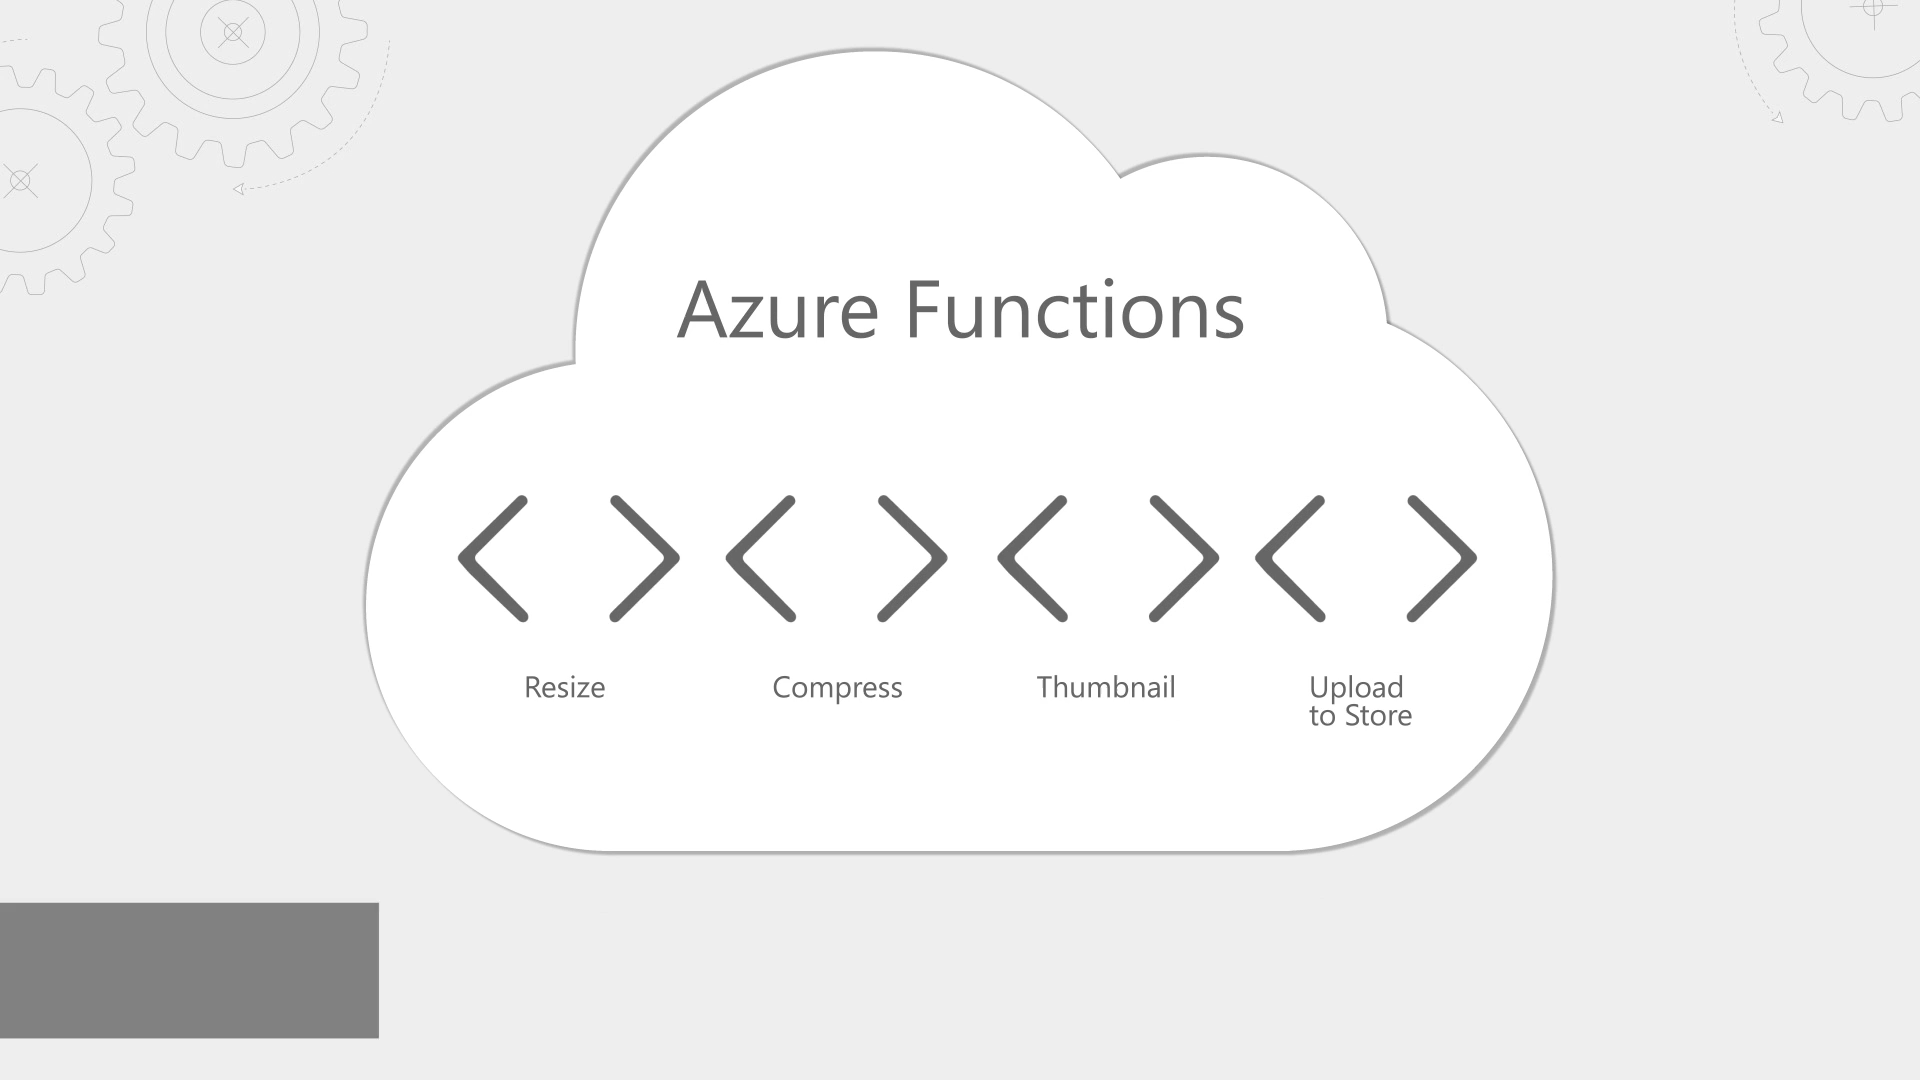 Azure Functions
Resize
Compress
Thumbnail
Upload
to Store